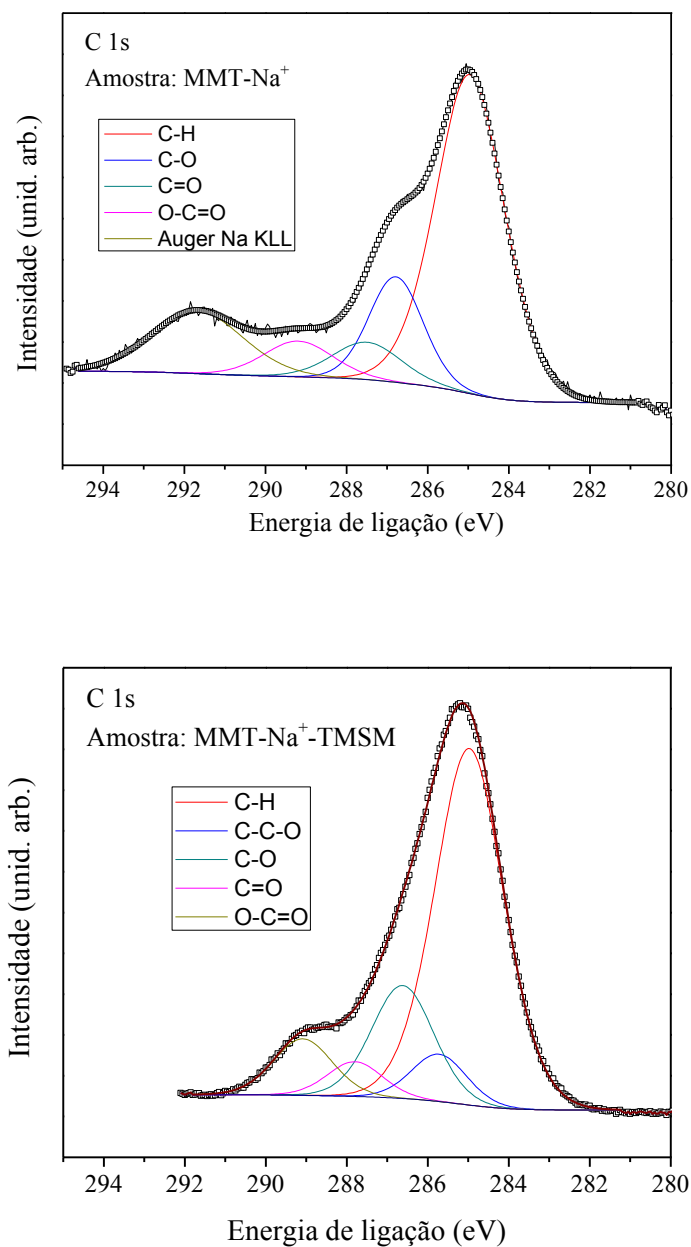 C 1s
Amostra: MMT-Na⁺
C-H
C-O
C=O
O-C=O
Auger Na KLL
Intensidade (unid. arb.)
294 292 290 288 286 284 282 280
Energia de ligação (eV)
C 1s
Amostra: MMT-Na⁺-TMSM
C-H
C-C-O
C-O
C=O
O-C=O
Intensidade (unid. arb.)
294 292 290 288 286 284 282 280
Energia de ligação (eV)